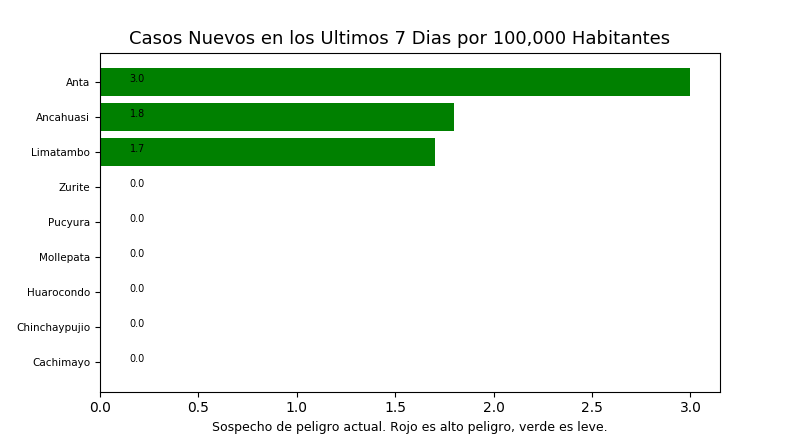 Casos Nuevos en los Ultimos 7 Dias por 100,000 Habitantes
Anta 3.0
Ancahuasi 1.8
Limatambo 1.7
Zurite 0.0
Pucyura 0.0
Mollepata 0.0
Huarocondo 0.0
Chinchaypujio 0.0
Cachimayo 0.0
0.0 0.5 1.0 1.5 2.0 2.5 3.0
Sospecho de peligro actual. Rojo es alto peligro, verde es leve.